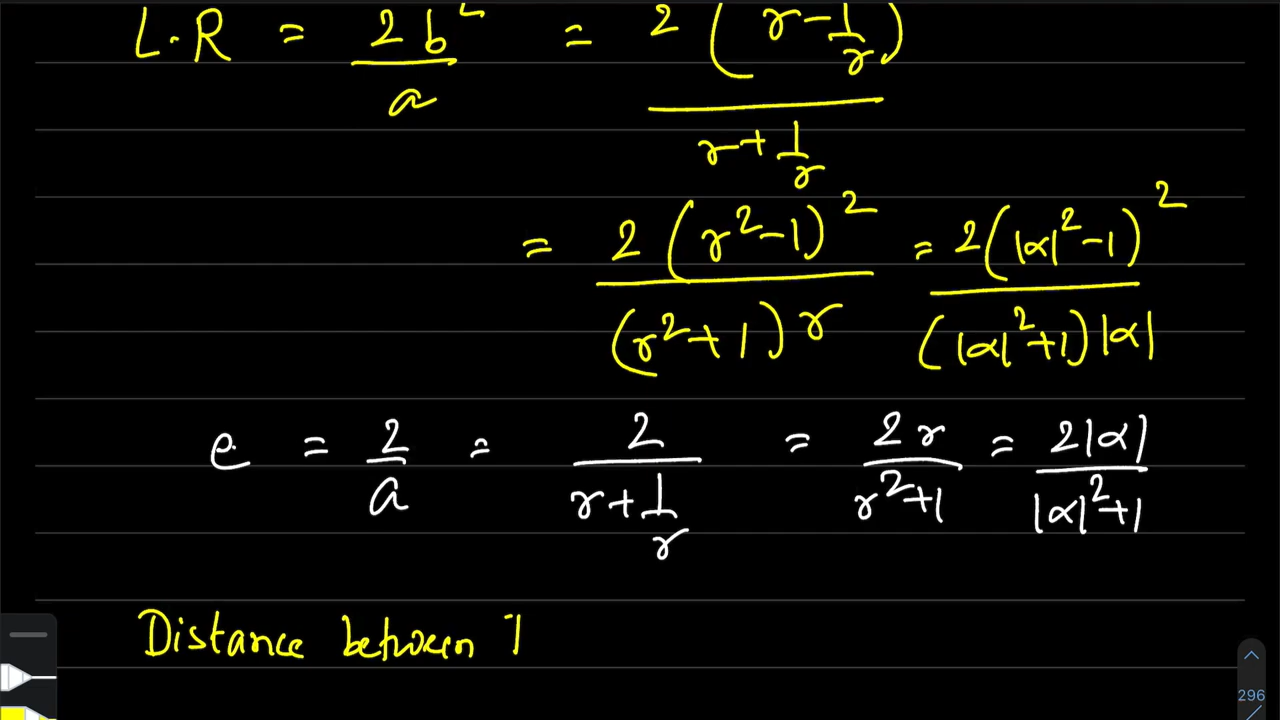 L.R = 2b² / a = 2(r - 1/r) / r + 1/r
= 2(r² - 1)² / (r² + 1)r = 2(|α|² - 1)² / (|α|² + 1)|α|
e = 2/a = 2 / r + 1/r = 2r / r² + 1 = 2|α| / |α|² + 1
Distance between
296